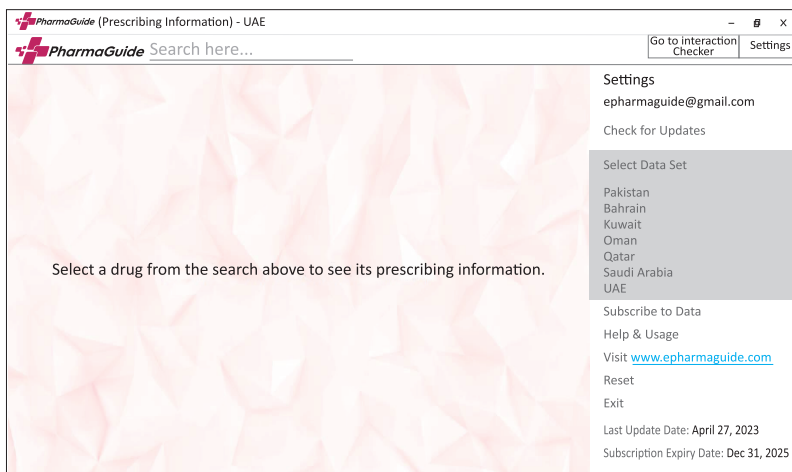 PharmaGuide (Prescribing Information) - UAE
PharmaGuide Search here...
Go to interaction Checker
Settings
Settings
epharmaguide@gmail.com
Check for Updates
Select Data Set
Pakistan
Bahrain
Kuwait
Oman
Qatar
Saudi Arabia
UAE
Select a drug from the search above to see its prescribing information.
Subscribe to Data
Help & Usage
Visit www.epharmaguide.com
Reset
Exit
Last Update Date: April 27, 2023
Subscription Expiry Date: Dec 31, 2025